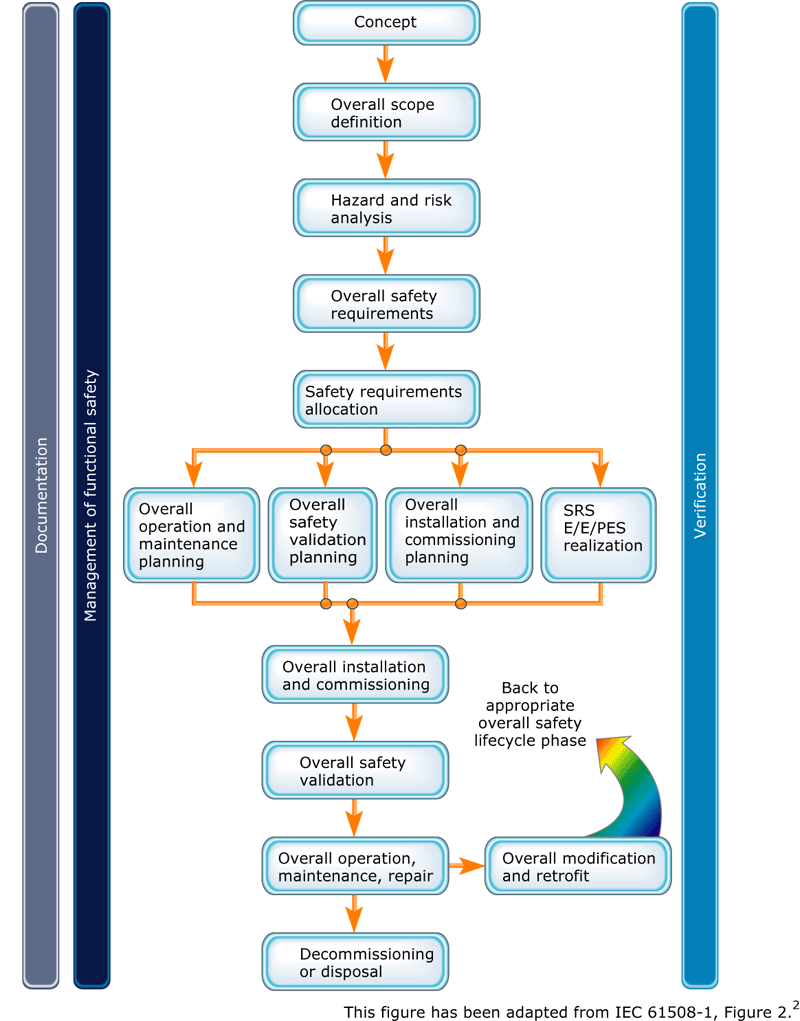 Concept
Overall scope
definition
Hazard and risk
analysis
Overall safety
requirements
Safety requirements
allocation
Overall
operation and
maintenance
planning
Overall
safety
validation
planning
Overall
installation and
commissioning
planning
SRS
E/E/PES
realization
Overall installation
and commissioning
Back to
appropriate
overall safety
lifecycle phase
Overall safety
validation
Overall operation,
maintenance, repair
Overall modification
and retrofit
Decommissioning
or disposal
Documentation
Management of functional safety
Verification
This figure has been adapted from IEC 61508-1, Figure 2.²